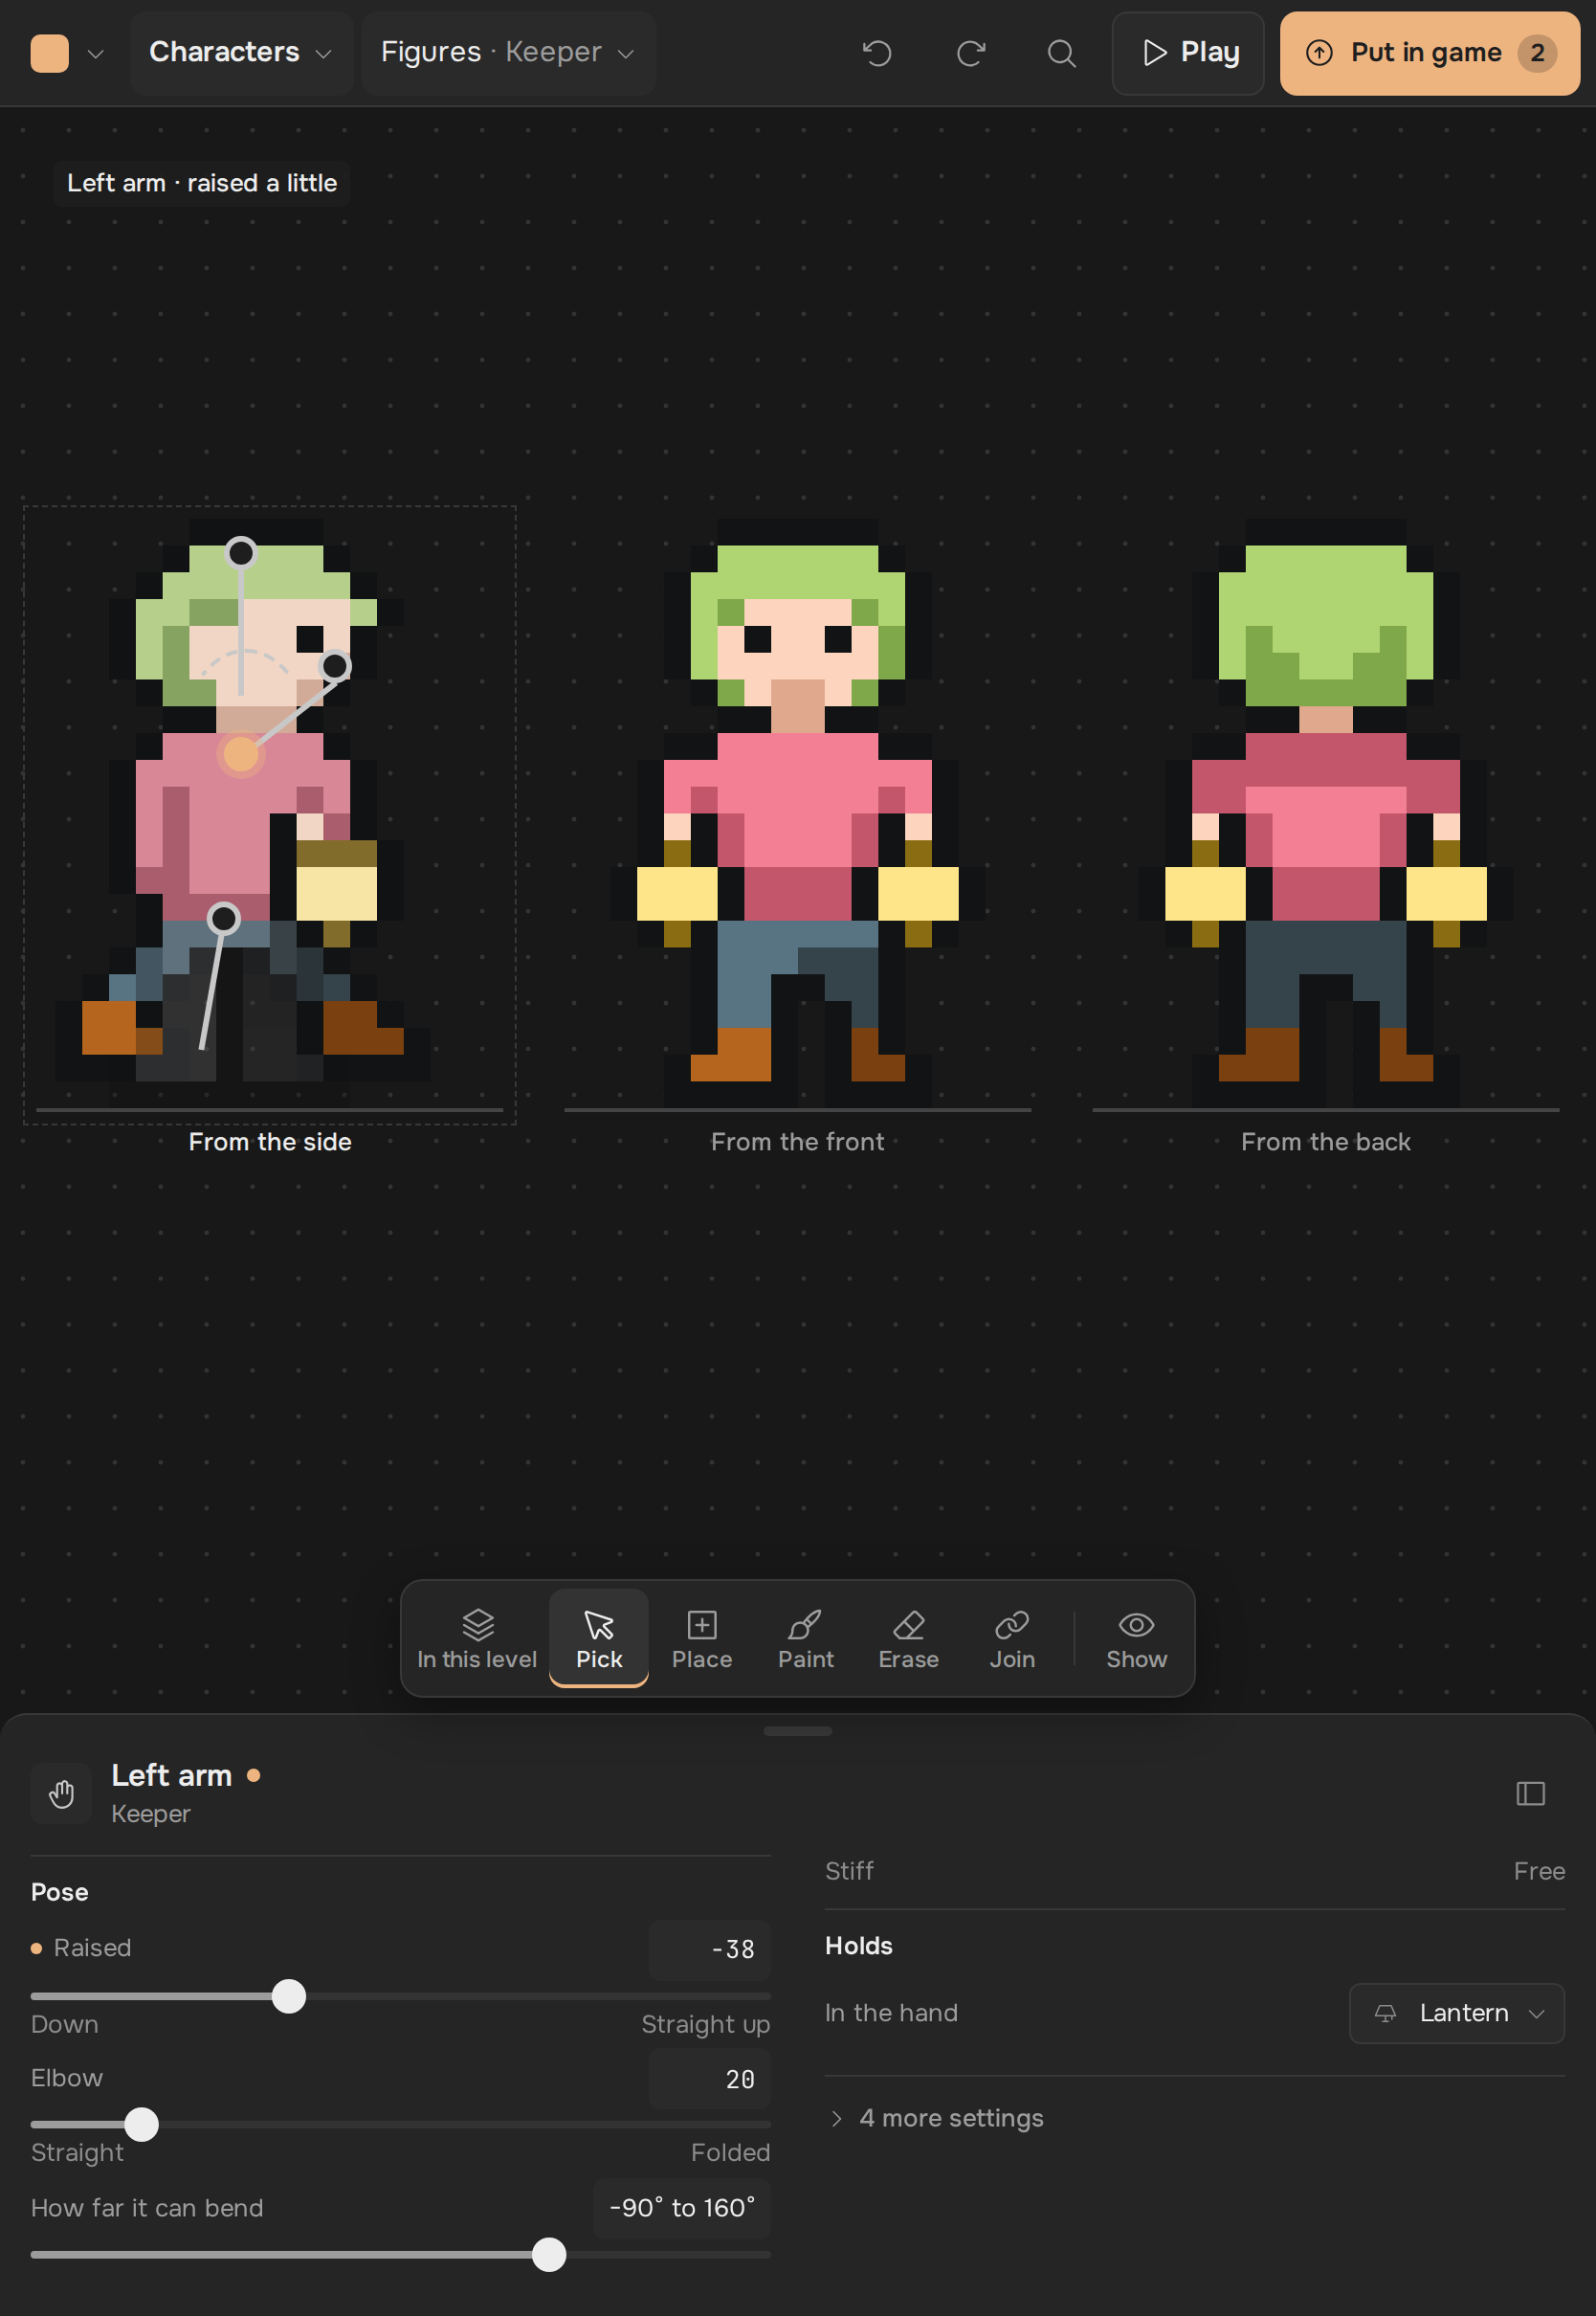 Characters
Figures · Keeper
Play
Put in game 2
Left arm · raised a little
From the side
From the front
From the back
In this level
Pick
Place
Paint
Erase
Join
Show
Left arm
Keeper
Pose
Raised
-38
Down
Straight up
Elbow
20
Straight
Folded
How far it can bend
-90° to 160°
Stiff
Free
Holds
In the hand
Lantern
4 more settings